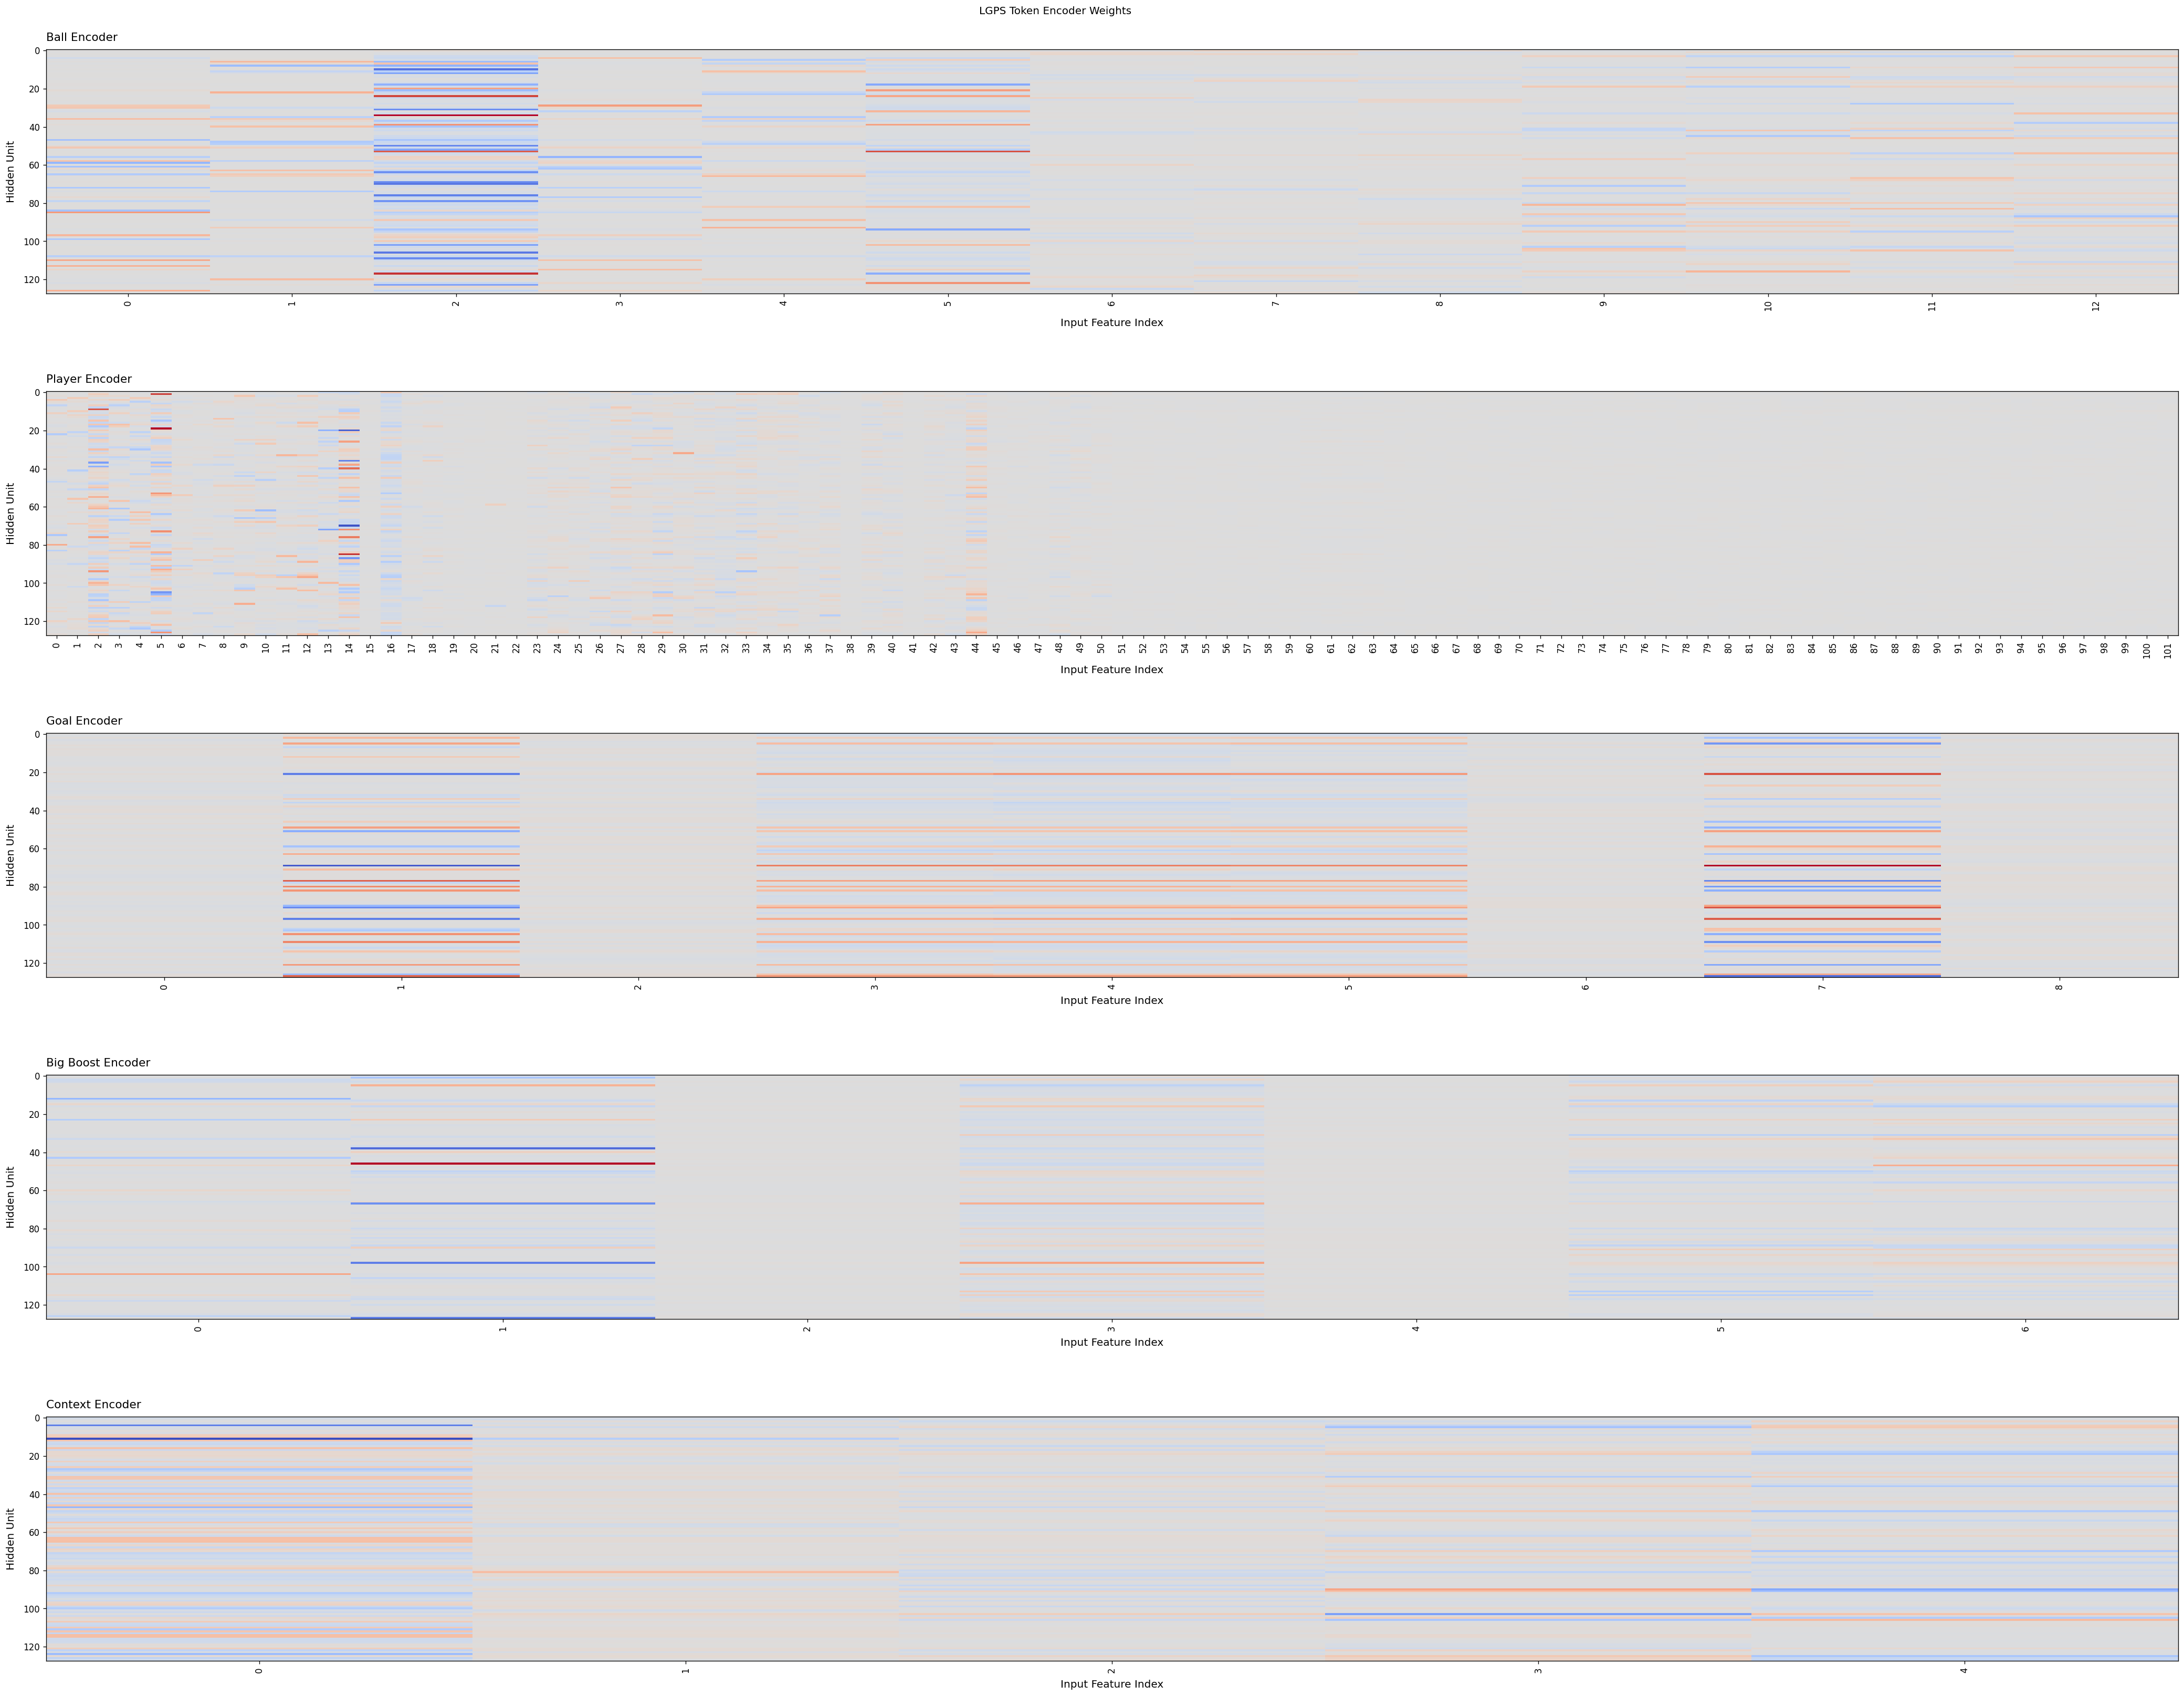 LGPS Token Encoder Weights
Ball Encoder
Hidden Unit
0
20
40
60
80
100
120
0 1 2 3 4 5 6 7 8 9 10 11 12
Input Feature Index
Player Encoder
Hidden Unit
0
20
40
60
80
100
120
0 1 2 3 4 5 6 7 8 9 10 11 12 13 14 15 16 17 18 19 20 21 22 23 24 25 26 27 28 29 30 31 32 33 34 35 36 37 38 39 40 41 42 43 44 45 46 47 48 49 50 51 52 53 54 55 56 57 58 59 60 61 62 63 64 65 66 67 68 69 70 71 72 73 74 75 76 77 78 79 80 81 82 83 84 85 86 87 88 89 90 91 92 93 94 95 96 97 98 99 100 101
Input Feature Index
Goal Encoder
Hidden Unit
0
20
40
60
80
100
120
0 1 2 3 4 5 6 7 8
Input Feature Index
Big Boost Encoder
Hidden Unit
0
20
40
60
80
100
120
0 1 2 3 4 5 6
Input Feature Index
Context Encoder
Hidden Unit
0
20
40
60
80
100
120
0 1 2 3 4
Input Feature Index